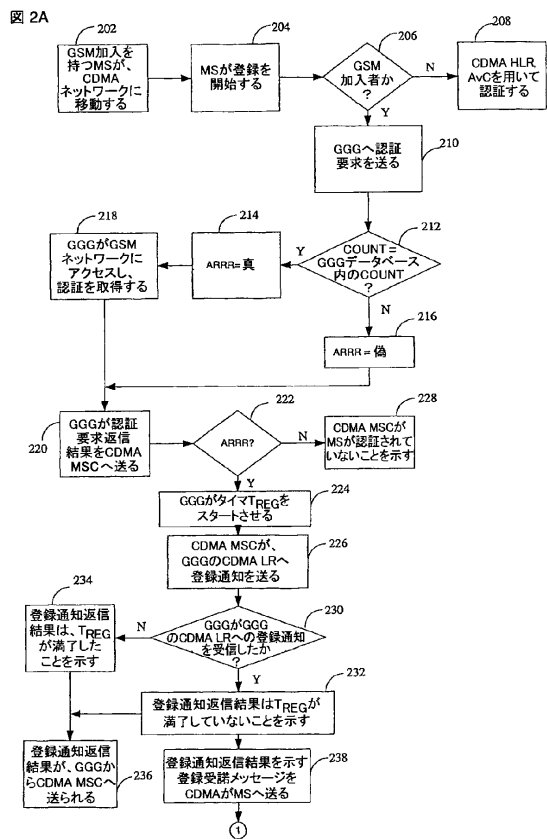 図 2A
202
GSM加入を
持つMSが、
CDMA
ネットワークに
移動する
204
MSが登録を
開始する
206
GSM
加入者か
?
N
Y
208
CDMA HLR,
AvCを用いて
認証する
GGGへ認証
要求を送る
210
212
COUNT=
GGGデータベース
内のCOUNT
?
Y
N
214
ARRR=真
218
GGGがGSM
ネットワークに
アクセスし、
認証を取得する
216
ARRR=偽
220
GGGが認証
要求返信
結果をCDMA
MSCへ送る
222
ARRR?
N
Y
228
CDMA MSCが
MSが認証されて
いないことを示す
224
GGGがタイマTREGを
スタートさせる
226
CDMA MSCが、
GGGのCDMA LRへ
登録通知を送る
230
GGGがGGG
のCDMA LRへの登録通知
を受信したか
?
N
Y
234
登録通知返信
結果は、TREG
が満了した
ことを示す
232
登録通知返信結果はTREGが
満了していないことを示す
登録通知返信
結果が、GGGか
らCDMA MSCへ
送られる
236
登録通知返信結果を示す
登録受諾メッセージを
CDMAがMSへ送る
238
1